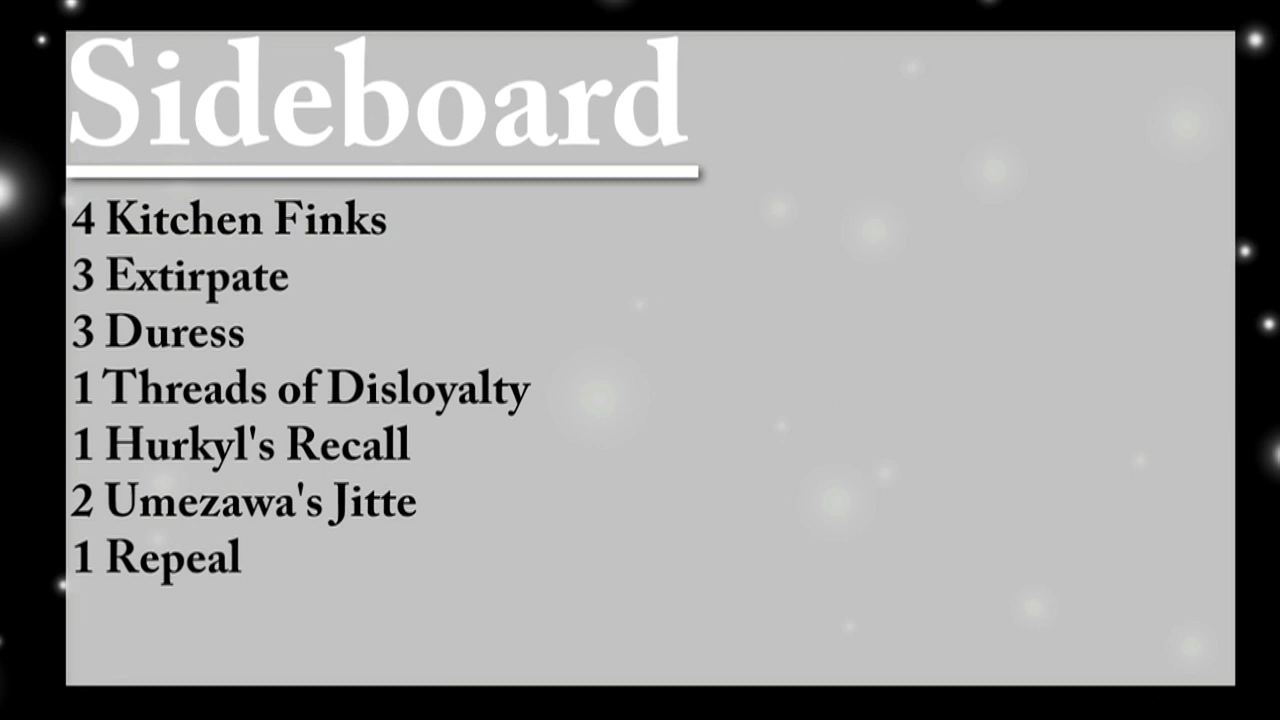 Sideboard
4 Kitchen Finks
3 Extirpate
3 Duress
1 Threads of Disloyalty
1 Hurkyl's Recall
2 Umezawa's Jitte
1 Repeal